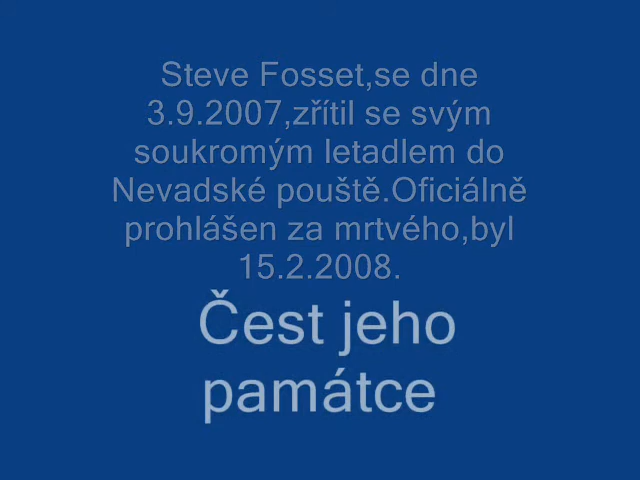 Steve Fosset,se dne
3.9.2007,zřítil se svým
soukromým letadlem do
Nevadské pouště.Oficiálně
prohlášen za mrtvého,byl
15.2.2008.
Čest jeho
památce